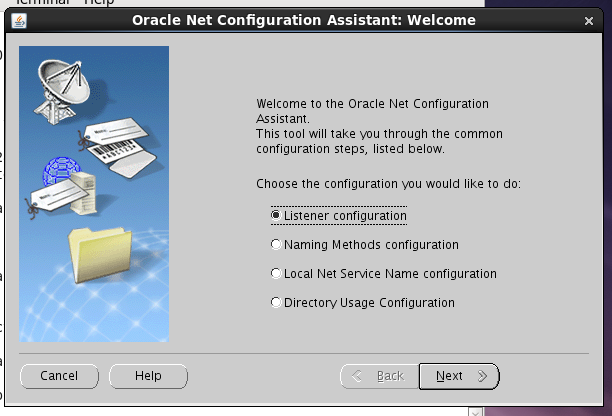 Terminal Help
Oracle Net Configuration Assistant: Welcome
Welcome to the Oracle Net Configuration
Assistant.
This tool will take you through the common
configuration steps, listed below.
Choose the configuration you would like to do:
Listener configuration
Naming Methods configuration
Local Net Service Name configuration
Directory Usage Configuration
Cancel
Help
Back
Next